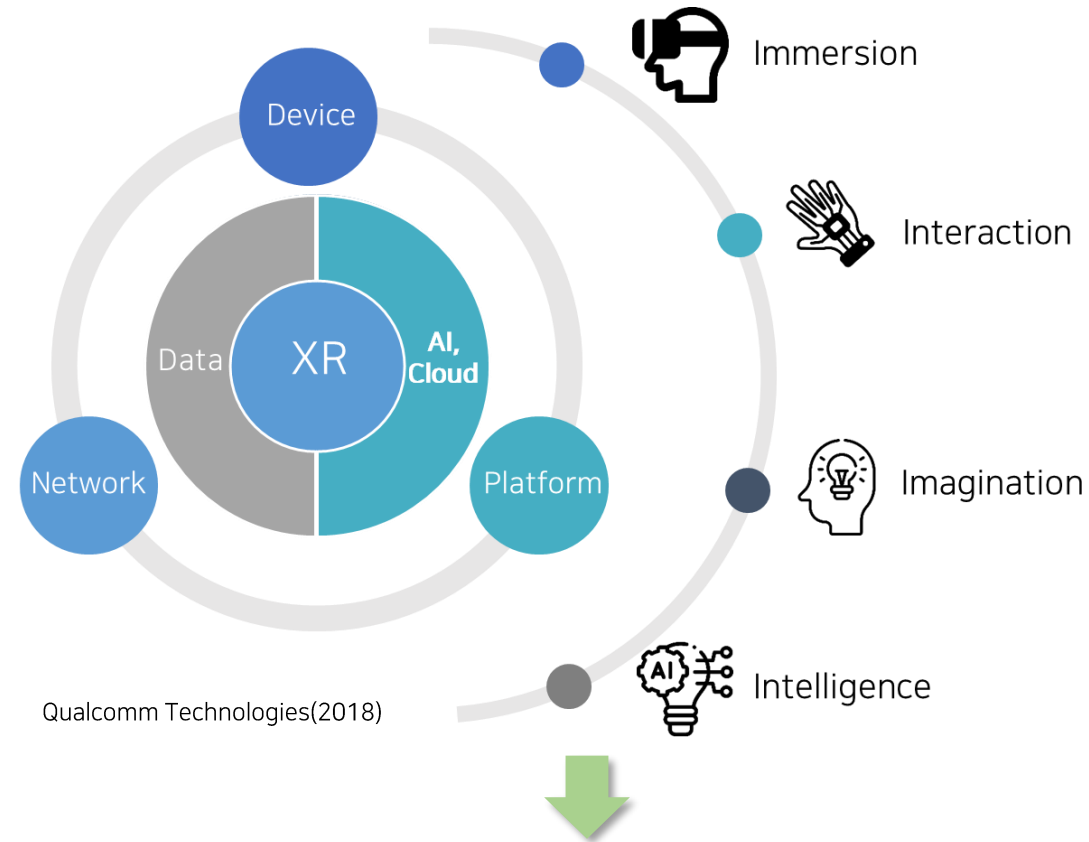 Immersion
Device
Interaction
XR
Data
AI,
Cloud
Network
Platform
Imagination
AI
Intelligence
Qualcomm Technologies(2018)